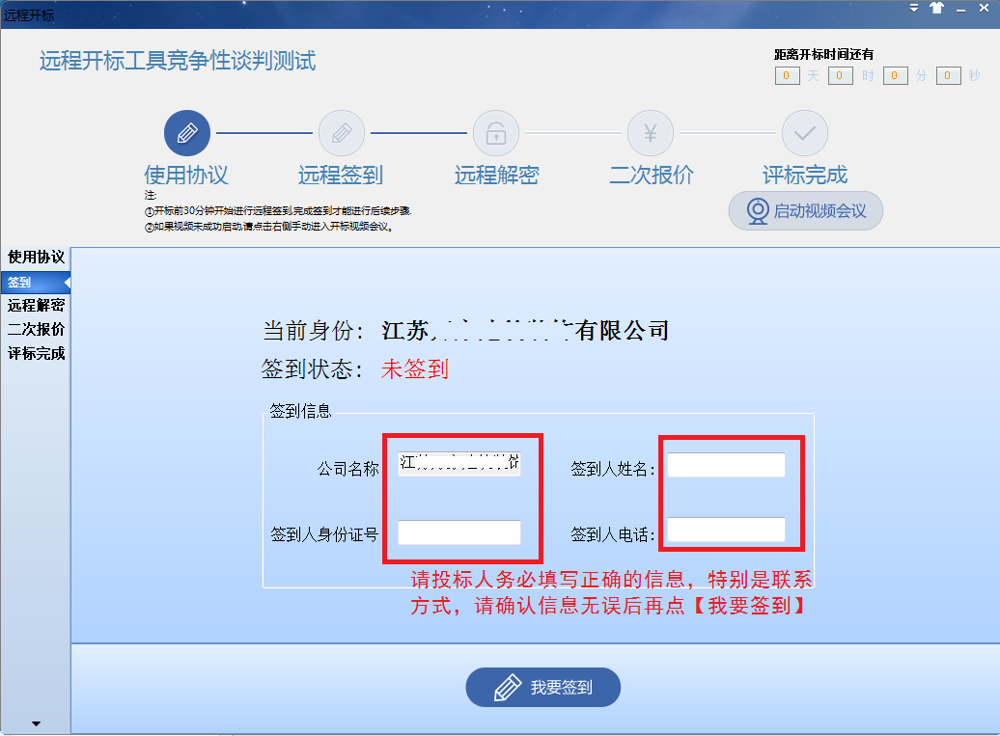 远程开标
远程开标工具竞争性谈判测试
距离开标时间还有
0 天 0 时 0 分 0 秒
使用协议
远程签到
远程解密
二次报价
评标完成
注:
①开标前30分钟开始进行远程签到,完成签到才能进行后续步骤.
②如果视频未成功启动,请点击右侧手动进入开标视频会议。
启动视频会议
使用协议
签到
远程解密
二次报价
评标完成
当前身份: 江苏 有限公司
签到状态: 未签到
签到信息
公司名称 江
签到人姓名:
签到人身份证号
签到人电话:
请投标人务必填写正确的信息，特别是联系
方式，请确认信息无误后再点【我要签到】
我要签到